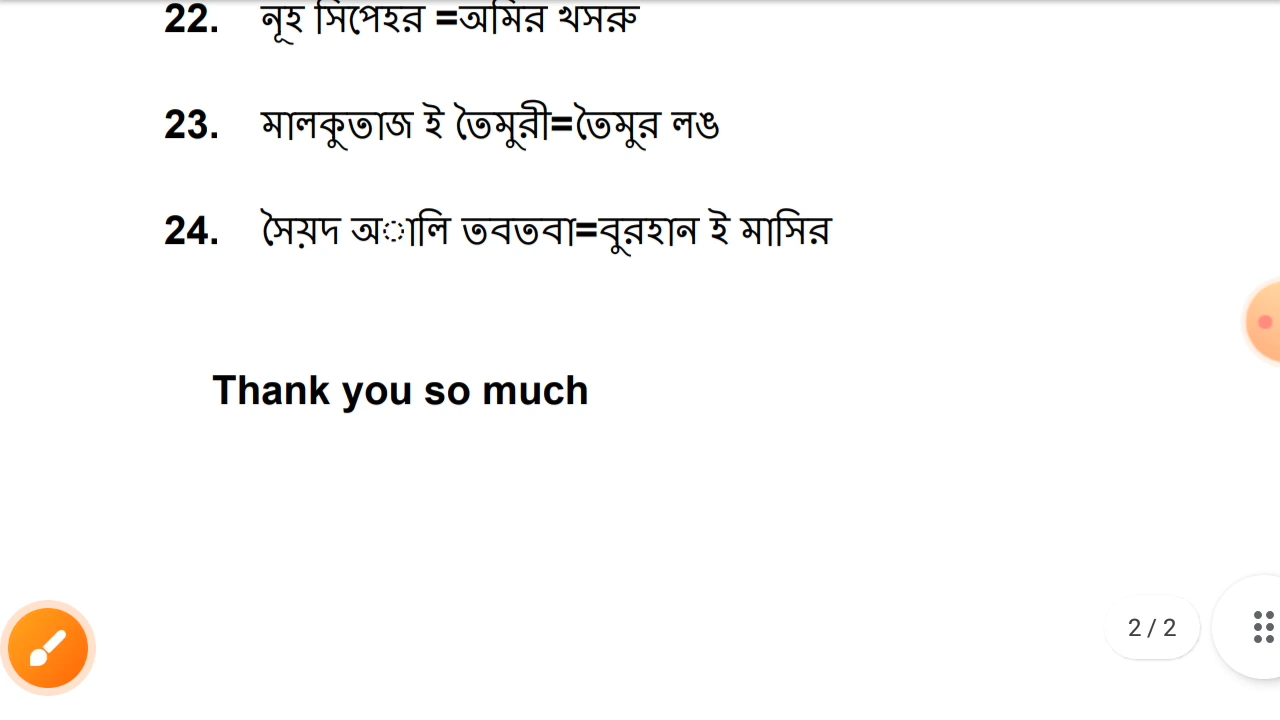 22. নূহ সিপেহর =অমির খসরু
23. মালকুতাজ ই তৈমুরী=তৈমুর লঙ
24. সৈয়দ অালি তবতবা=বুরহান ই মাসির
Thank you so much
2 / 2